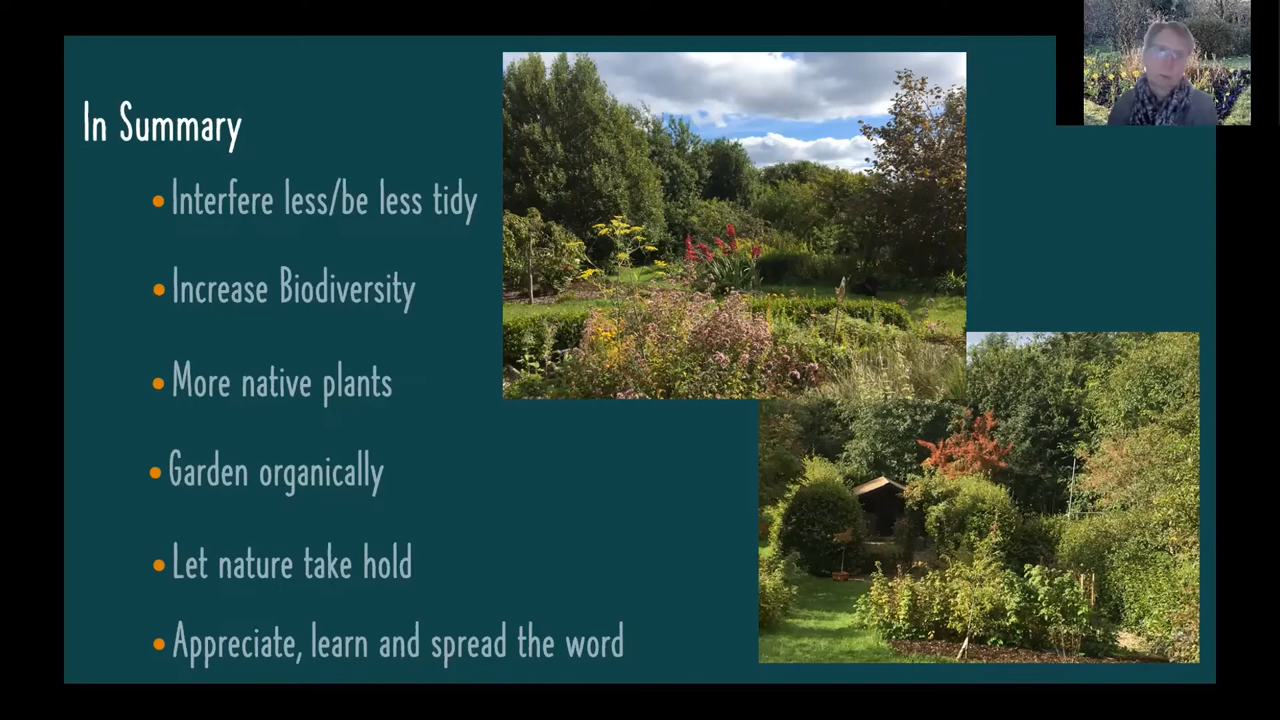 In Summary
Interfere less/be less tidy
Increase Biodiversity
More native plants
Garden organically
Let nature take hold
Appreciate, learn and spread the word